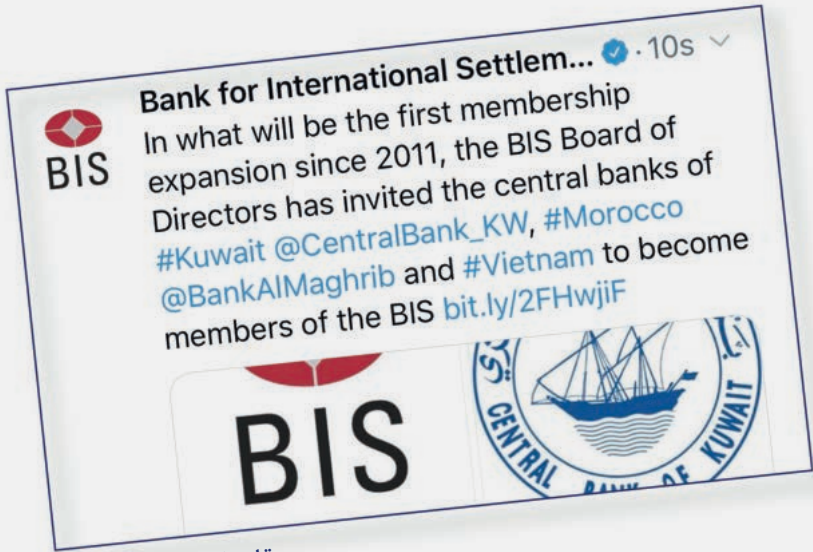 Bank for International Settlem... · 10s
BIS
In what will be the first membership
expansion since 2011, the BIS Board of
Directors has invited the central banks of
#Kuwait @CentralBank_KW, #Morocco
@BankAlMaghrib and #Vietnam to become
members of the BIS bit.ly/2FHwjiF
BIS
CENTRAL BANK OF KUWAIT